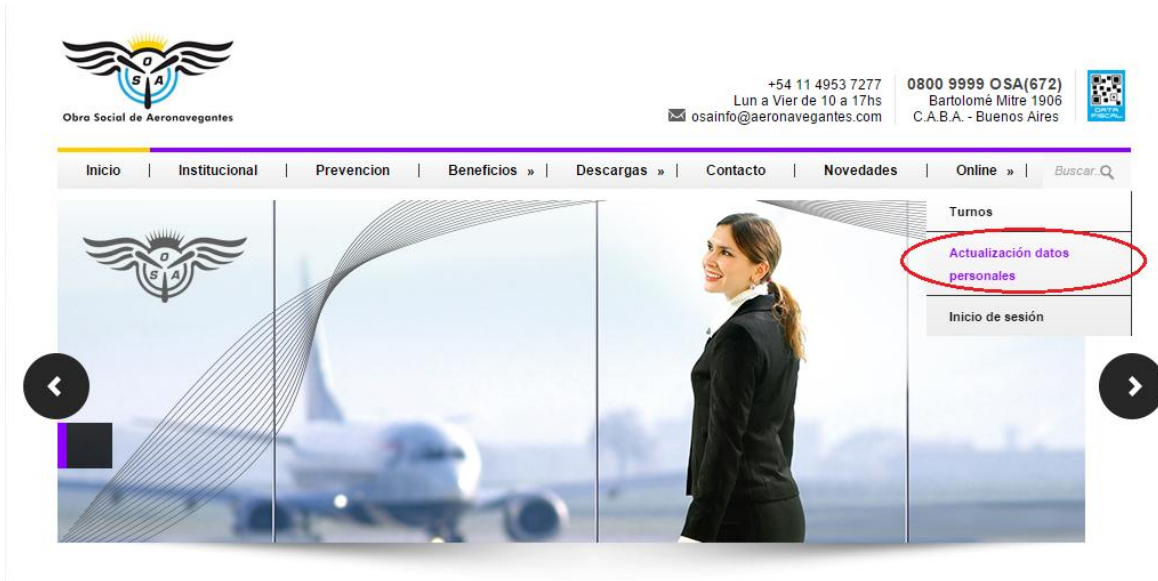 O
S A
Obra Social de Aeronavegantes
+54 11 4953 7277
Lun a Vier de 10 a 17hs
osainfo@aeronavegantes.com
0800 9999 OSA(672)
Bartolomé Mitre 1906
C.A.B.A. - Buenos Aires
DATA
FISCAL
Inicio | Institucional | Prevencion | Beneficios » | Descargas » | Contacto | Novedades | Online » | Buscar..
Turnos
Actualización datos
personales
Inicio de sesión
O
S A